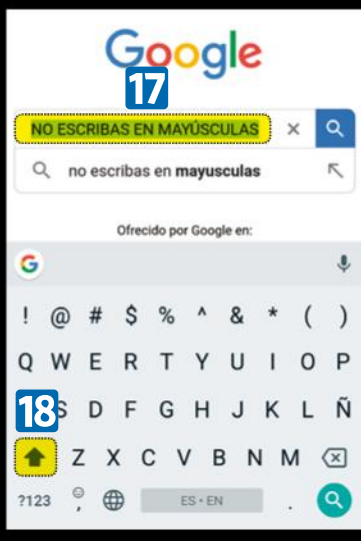 Google
17
NO ESCRIBAS EN MAYÚSCULAS ×
no escribas en mayusculas
Ofrecido por Google en:
G
! @ # $ % ^ & * ( )
Q W E R T Y U I O P
18 S D F G H J K L Ñ
Z X C V B N M
?123 , ES • EN .